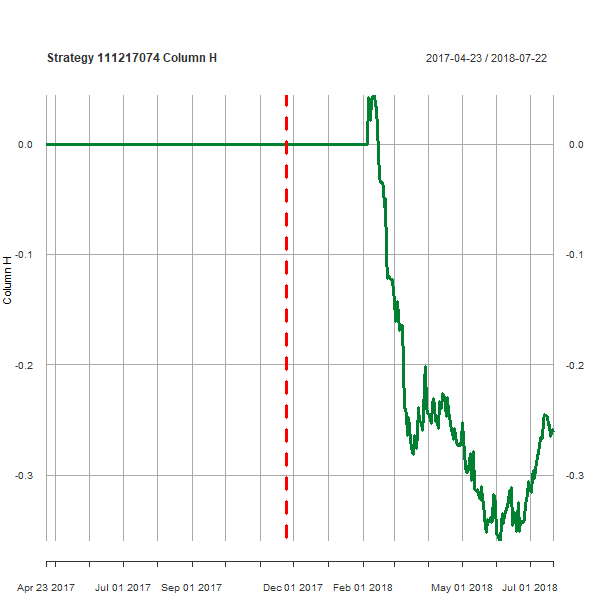 Strategy 111217074 Column H
2017-04-23 / 2018-07-22
0.0
0.0
-0.1
-0.1
Column H
-0.2
-0.2
-0.3
-0.3
Apr 23 2017
Jul 01 2017
Sep 01 2017
Dec 01 2017
Feb 01 2018
May 01 2018
Jul 01 2018